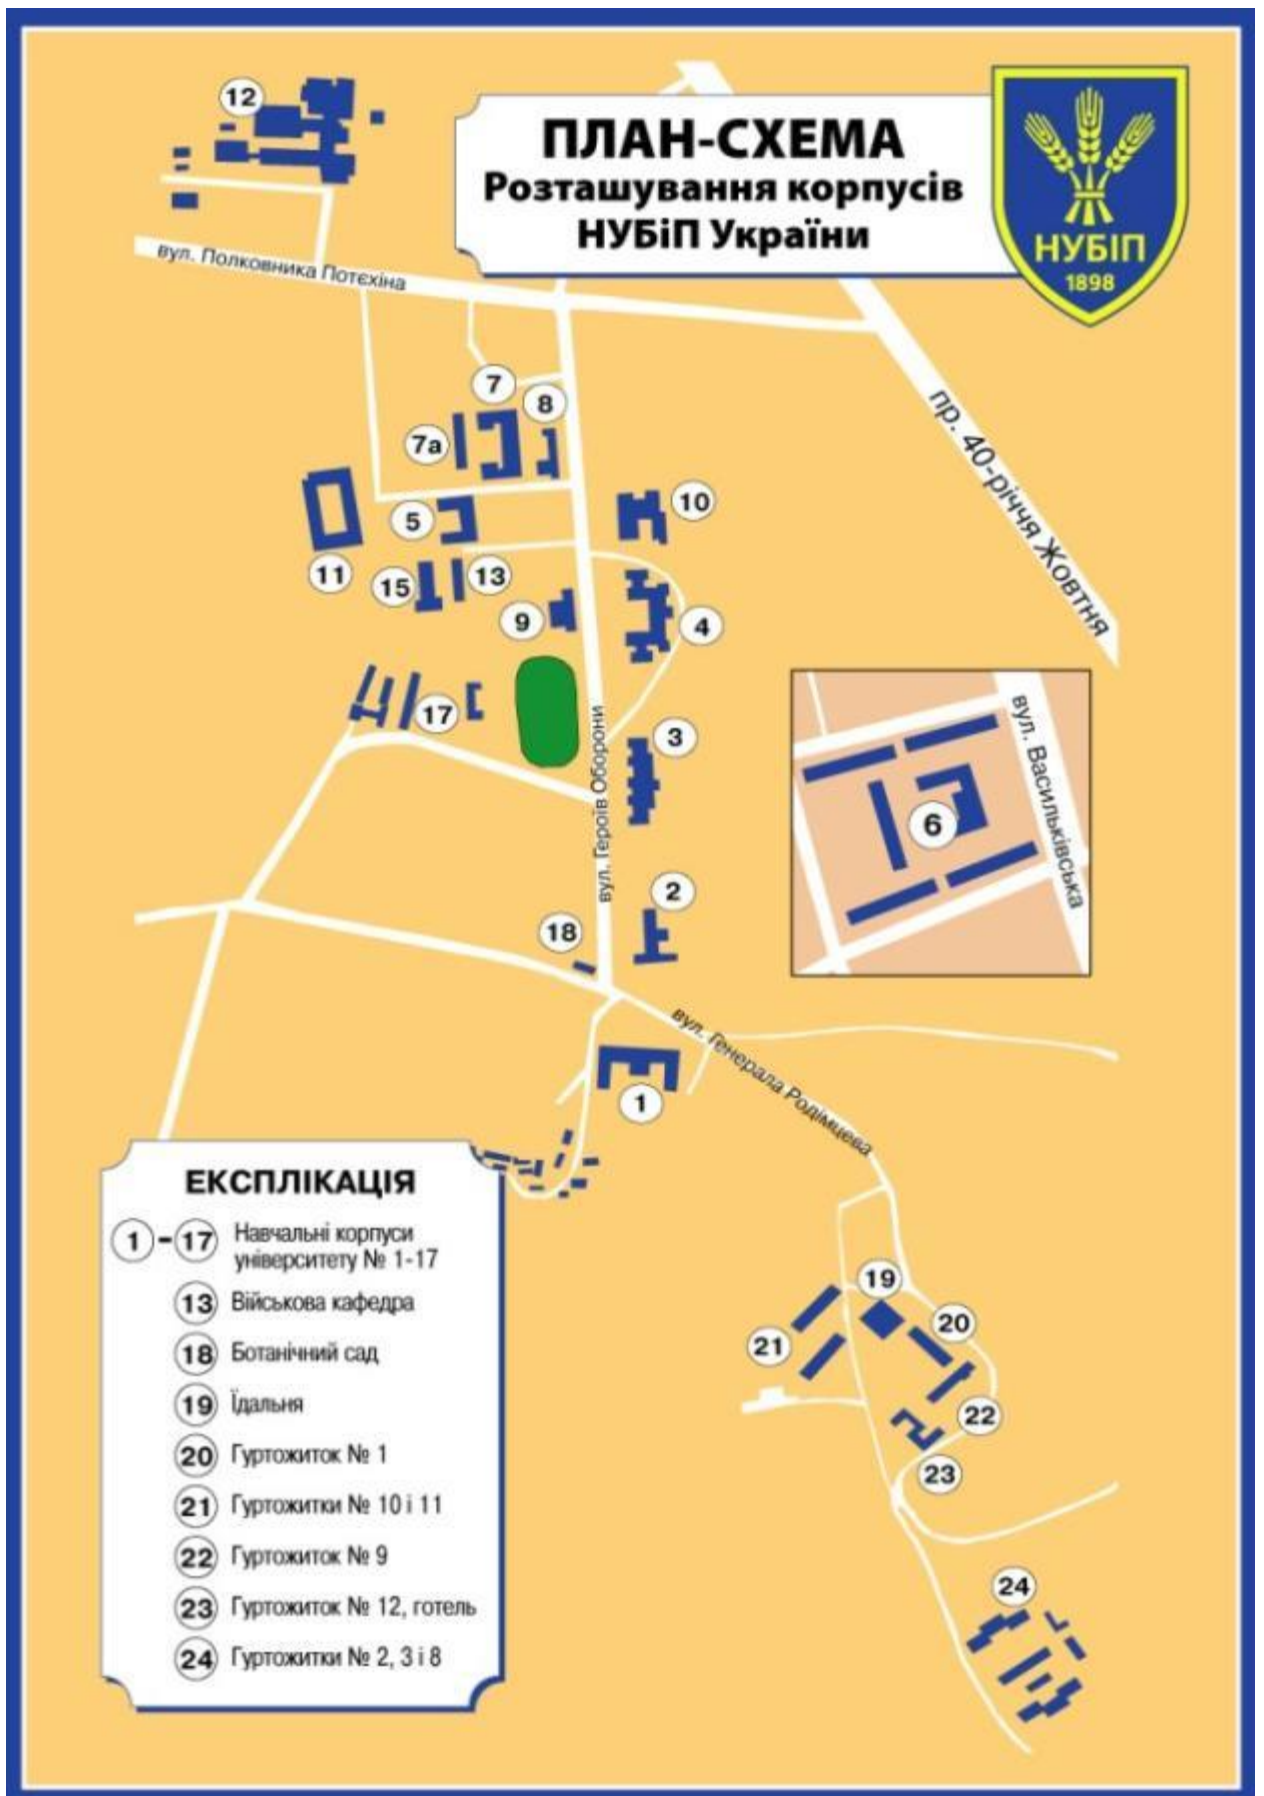 ПЛАН-СХЕМА
Розташування корпусів
НУБіП України
НУБІП
1898
12
вул. Полковника Потєхіна
пр. 40-річчя Жовтня
7
8
7а
10
5
11
15
13
9
4
17
3
вул. Героїв Оборони
6
вул. Васильківська
2
18
вул. Генерала Родімцева
1
19
20
21
22
23
24
ЕКСПЛІКАЦІЯ
1 - 17 Навчальні корпуси
університету № 1-17
13 Військова кафедра
18 Ботанічний сад
19 Їдальня
20 Гуртожиток № 1
21 Гуртожитки № 10 і 11
22 Гуртожиток № 9
23 Гуртожиток № 12, готель
24 Гуртожитки № 2, 3 і 8